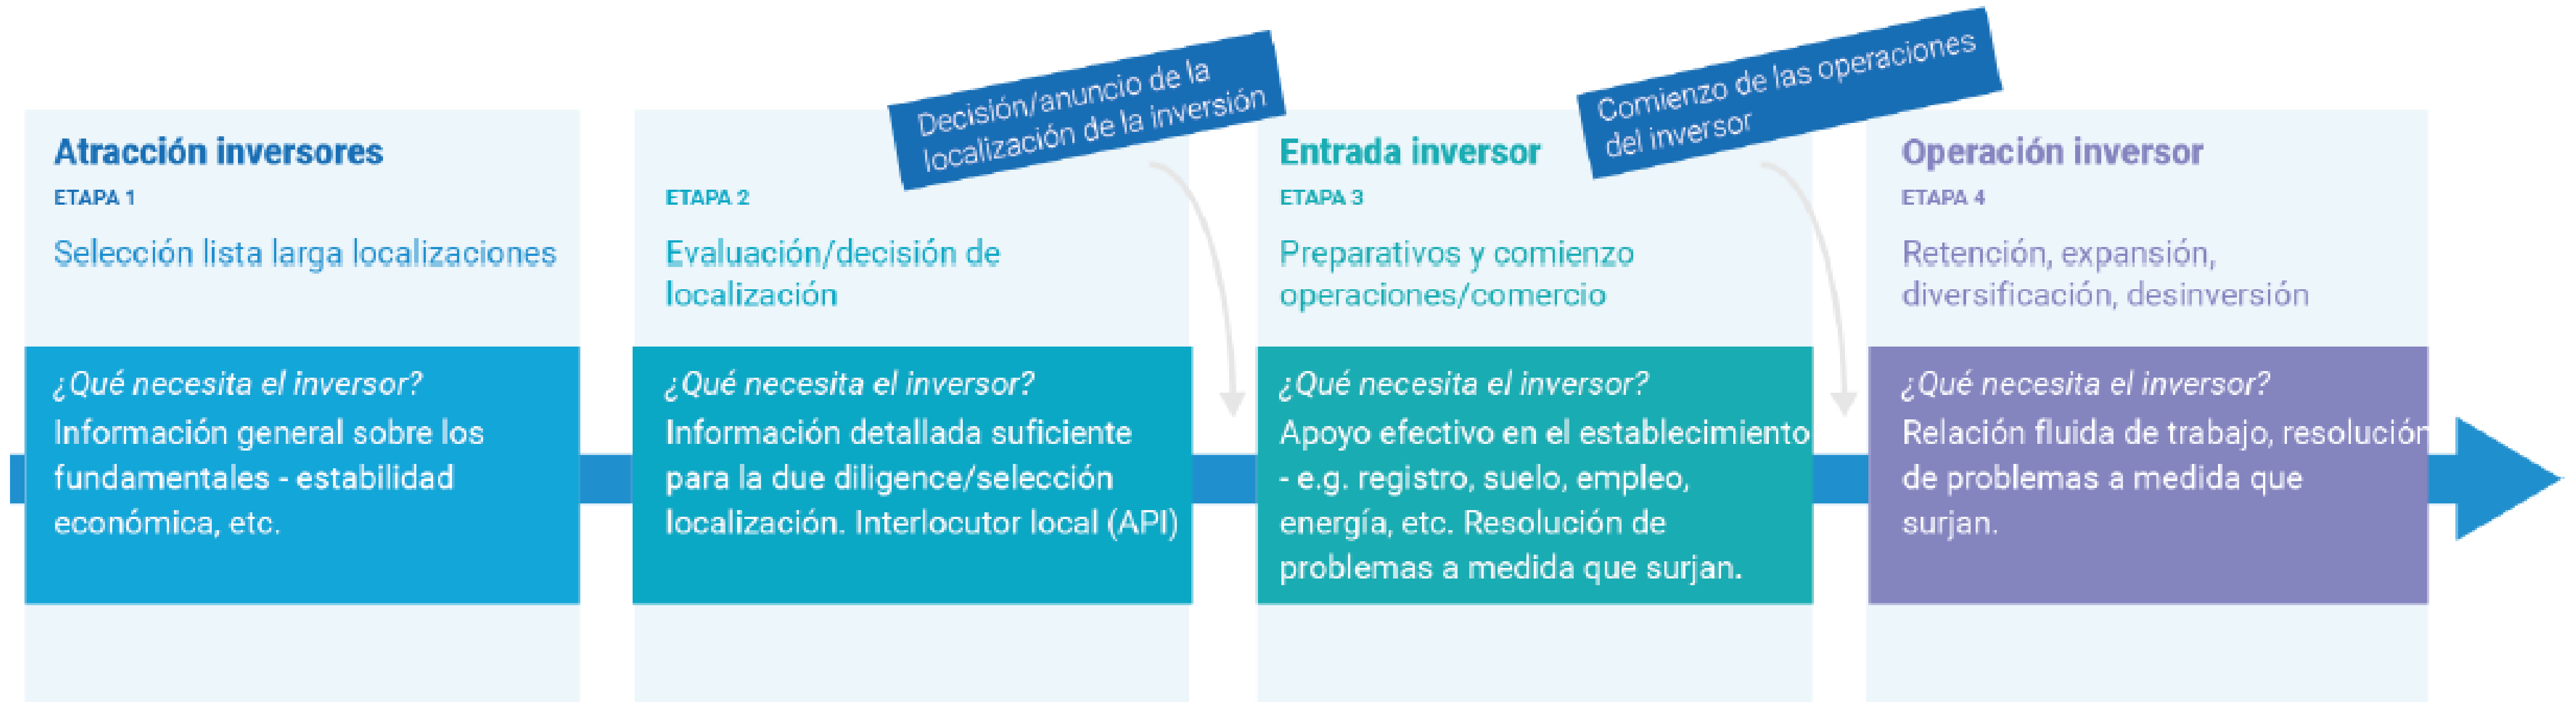 Atracción inversores
ETAPA 1
Selección lista larga localizaciones
¿Qué necesita el inversor?
Información general sobre los
fundamentales - estabilidad
económica, etc.
ETAPA 2
Evaluación/decisión de
localización
¿Qué necesita el inversor?
Información detallada suficiente
para la due diligence/selección
localización. Interlocutor local (API)
Decisión/anuncio de la
localización de la inversión
Entrada inversor
ETAPA 3
Preparativos y comienzo
operaciones/comercio
¿Qué necesita el inversor?
Apoyo efectivo en el establecimiento
- e.g. registro, suelo, empleo,
energía, etc. Resolución de
problemas a medida que surjan.
Comienzo de las operaciones
del inversor
Operación inversor
ETAPA 4
Retención, expansión,
diversificación, desinversión
¿Qué necesita el inversor?
Relación fluida de trabajo, resolución
de problemas a medida que
surjan.